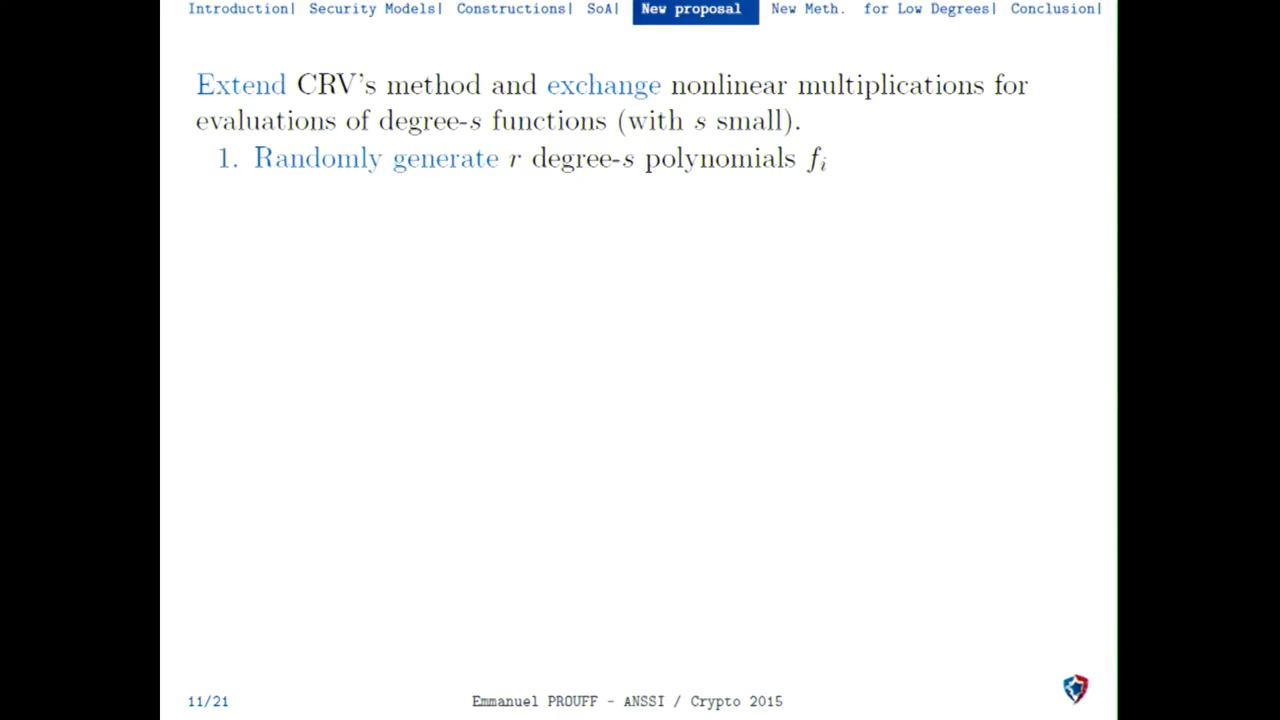 Introduction| Security Models| Constructions| SoA| New proposal New Meth. for Low Degrees| Conclusion|
Extend CRV's method and exchange nonlinear multiplications for
evaluations of degree-s functions (with s small).
1. Randomly generate r degree-s polynomials fᵢ
11/21 Emmanuel PROUFF - ANSSI / Crypto 2015